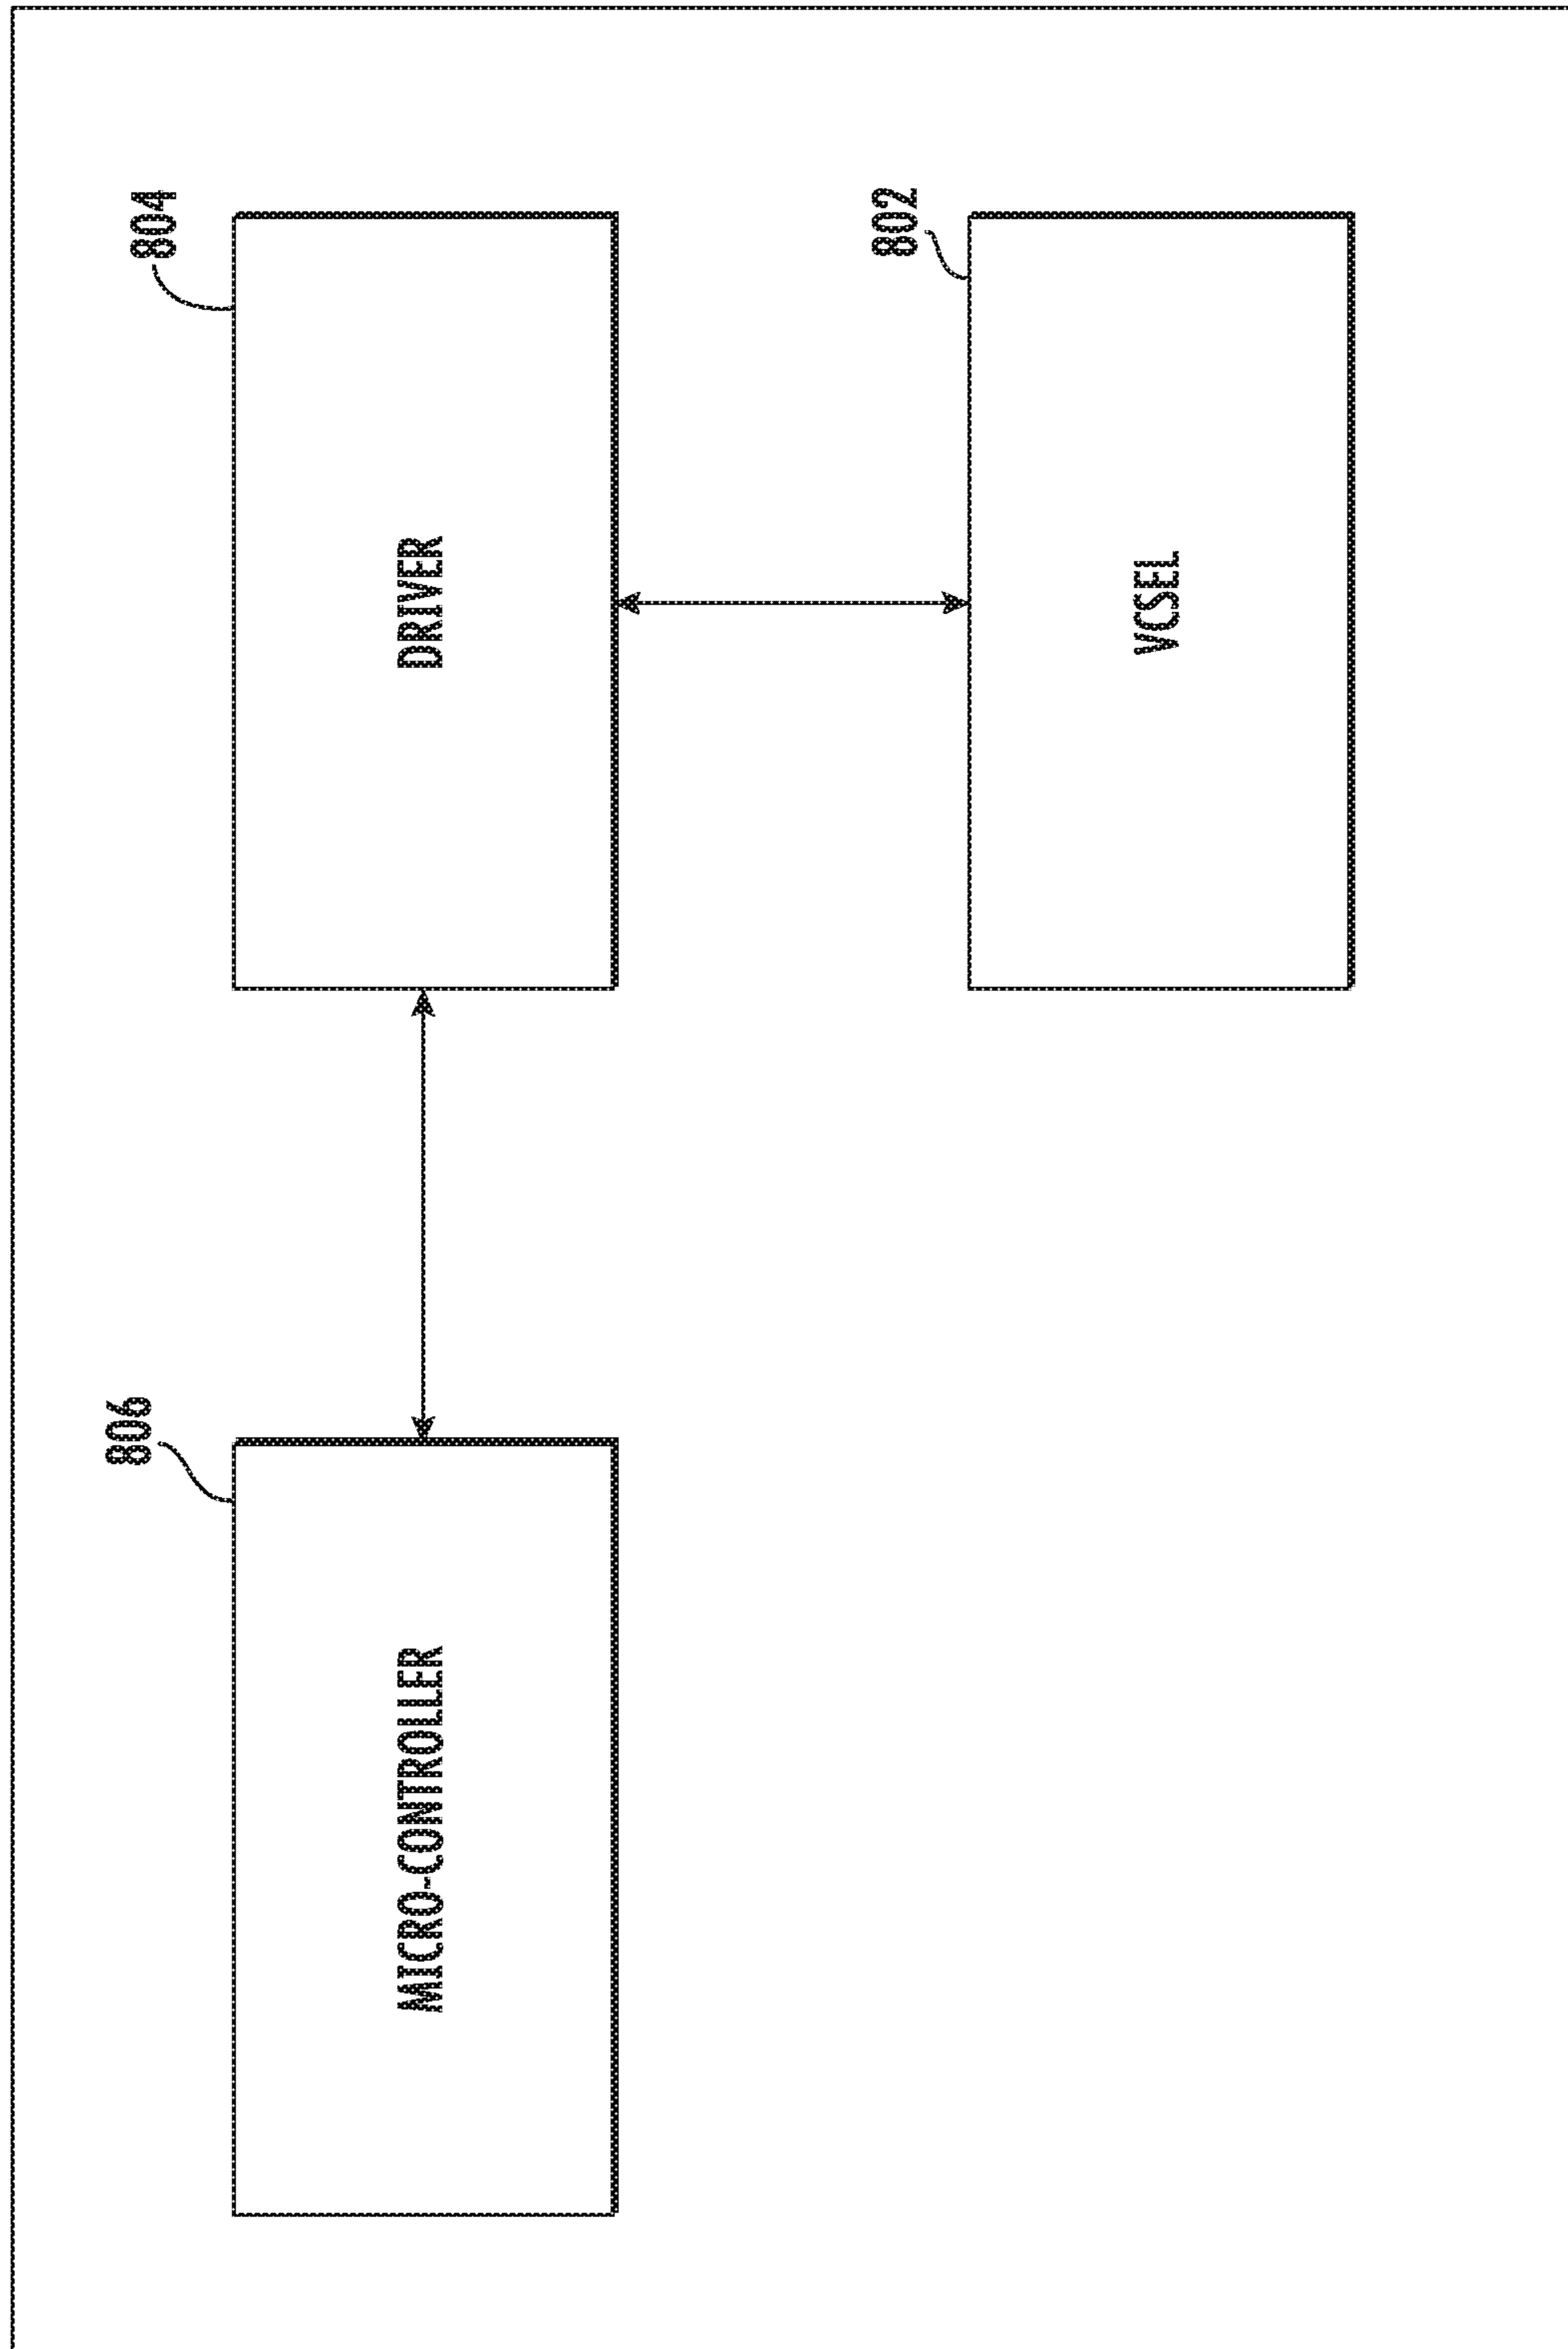 806
804
MICRO-CONTROLLER
DRIVER
802
VCSEL